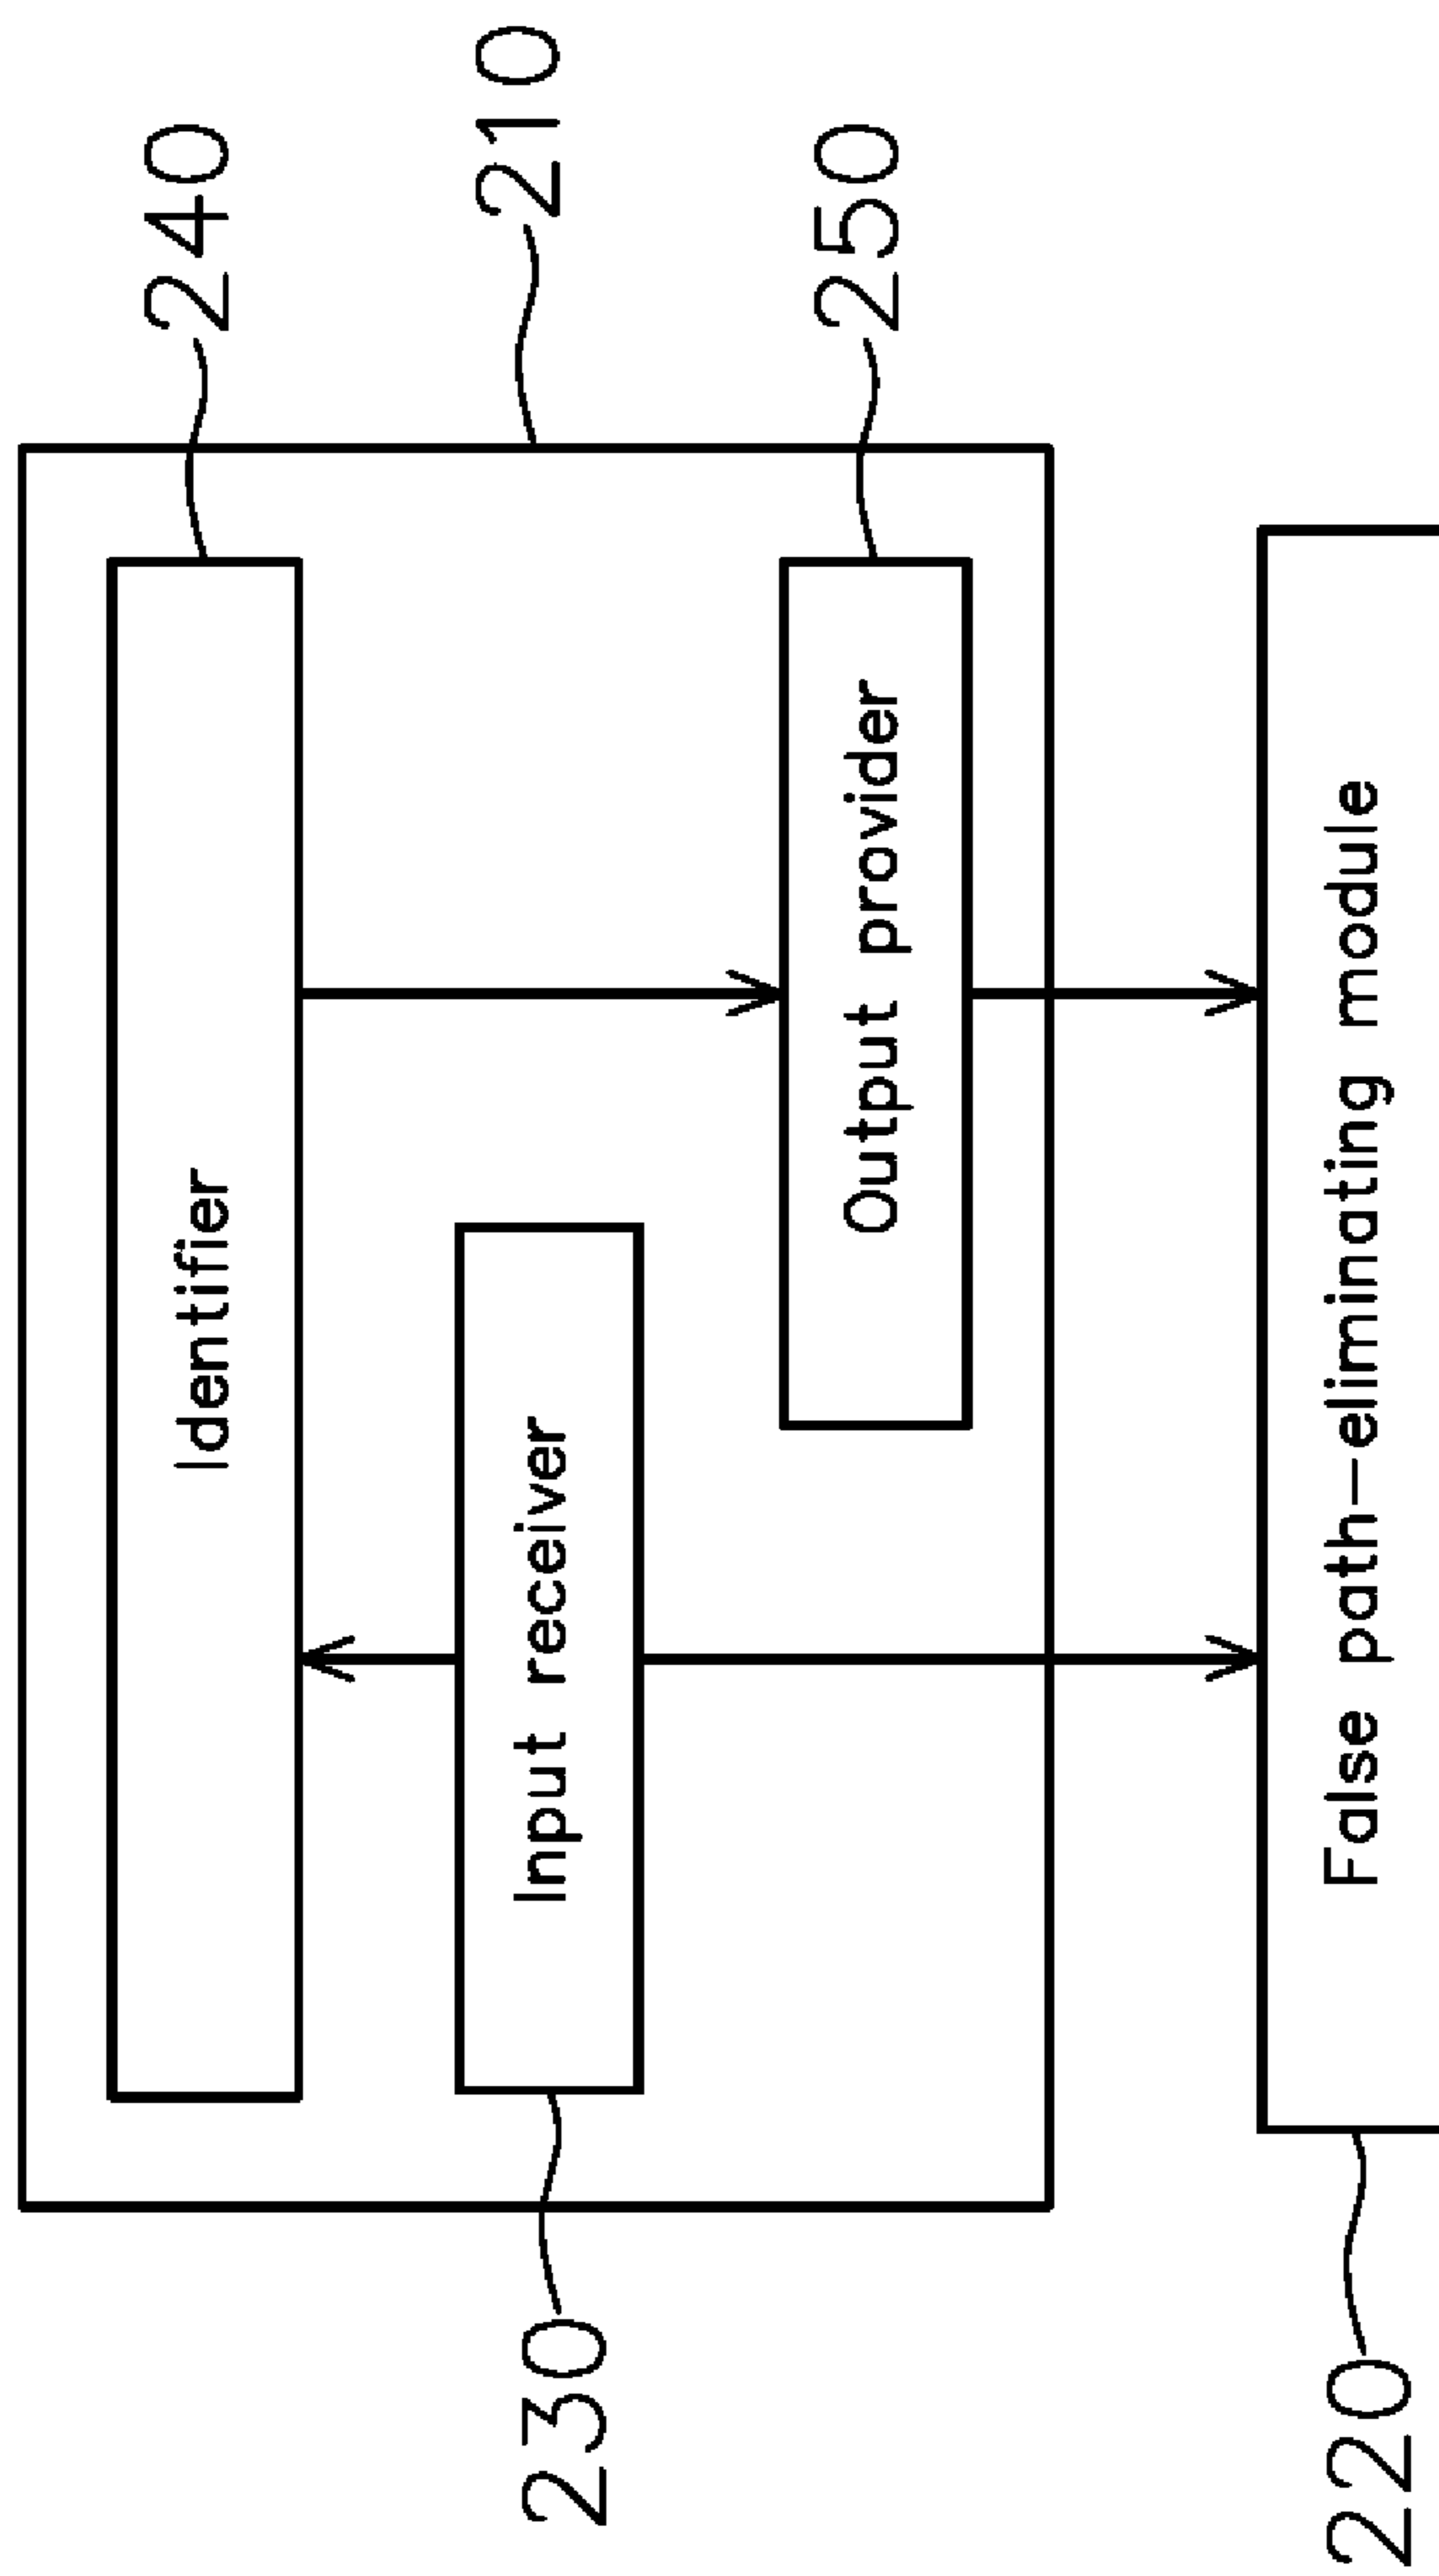 240
Identifier
210
Input receiver
230
250
Output provider
False path-eliminating module
220